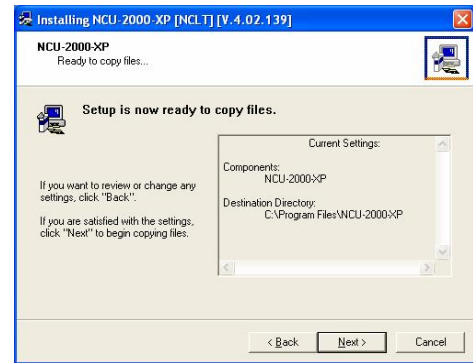 Installing NCU-2000-XP [NCLT] [V.4.02.139]
NCU-2000-XP
Ready to copy files...
Setup is now ready to copy files.
Current Settings:
Components:
NCU-2000-XP
Destination Directory:
C:\Program Files\NCU-2000-XP
If you want to review or change any
settings, click "Back".
If you are satisfied with the settings,
click "Next" to begin copying files.
< Back
Next >
Cancel